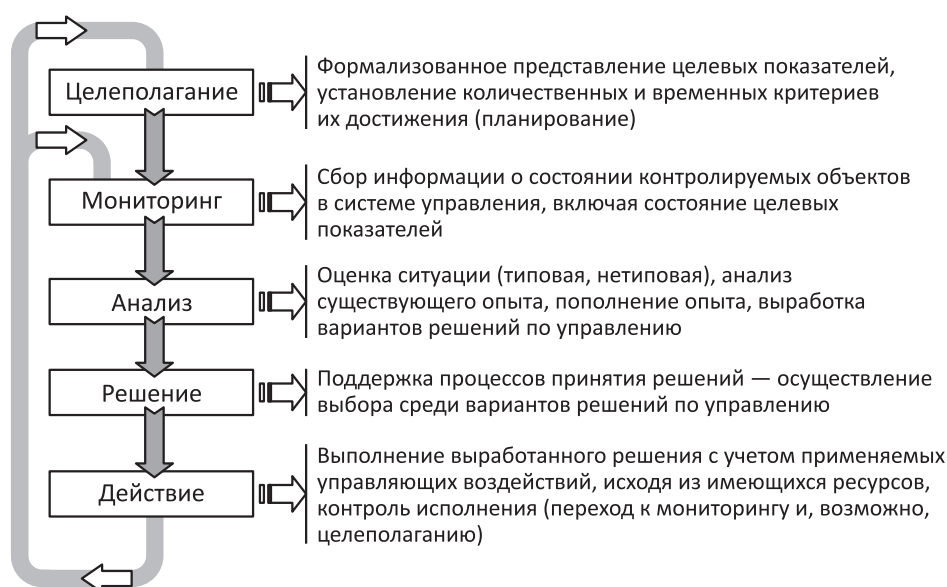 Целеполагание
Формализованное представление целевых показателей,
установление количественных и временных критериев
их достижения (планирование)
Мониторинг
Сбор информации о состоянии контролируемых объектов
в системе управления, включая состояние целевых
показателей
Анализ
Оценка ситуации (типовая, нетиповая), анализ
существующего опыта, пополнение опыта, выработка
вариантов решений по управлению
Решение
Поддержка процессов принятия решений — осуществление
выбора среди вариантов решений по управлению
Действие
Выполнение выработанного решения с учетом применяемых
управляющих воздействий, исходя из имеющихся ресурсов,
контроль исполнения (переход к мониторингу и, возможно,
целеполаганию)